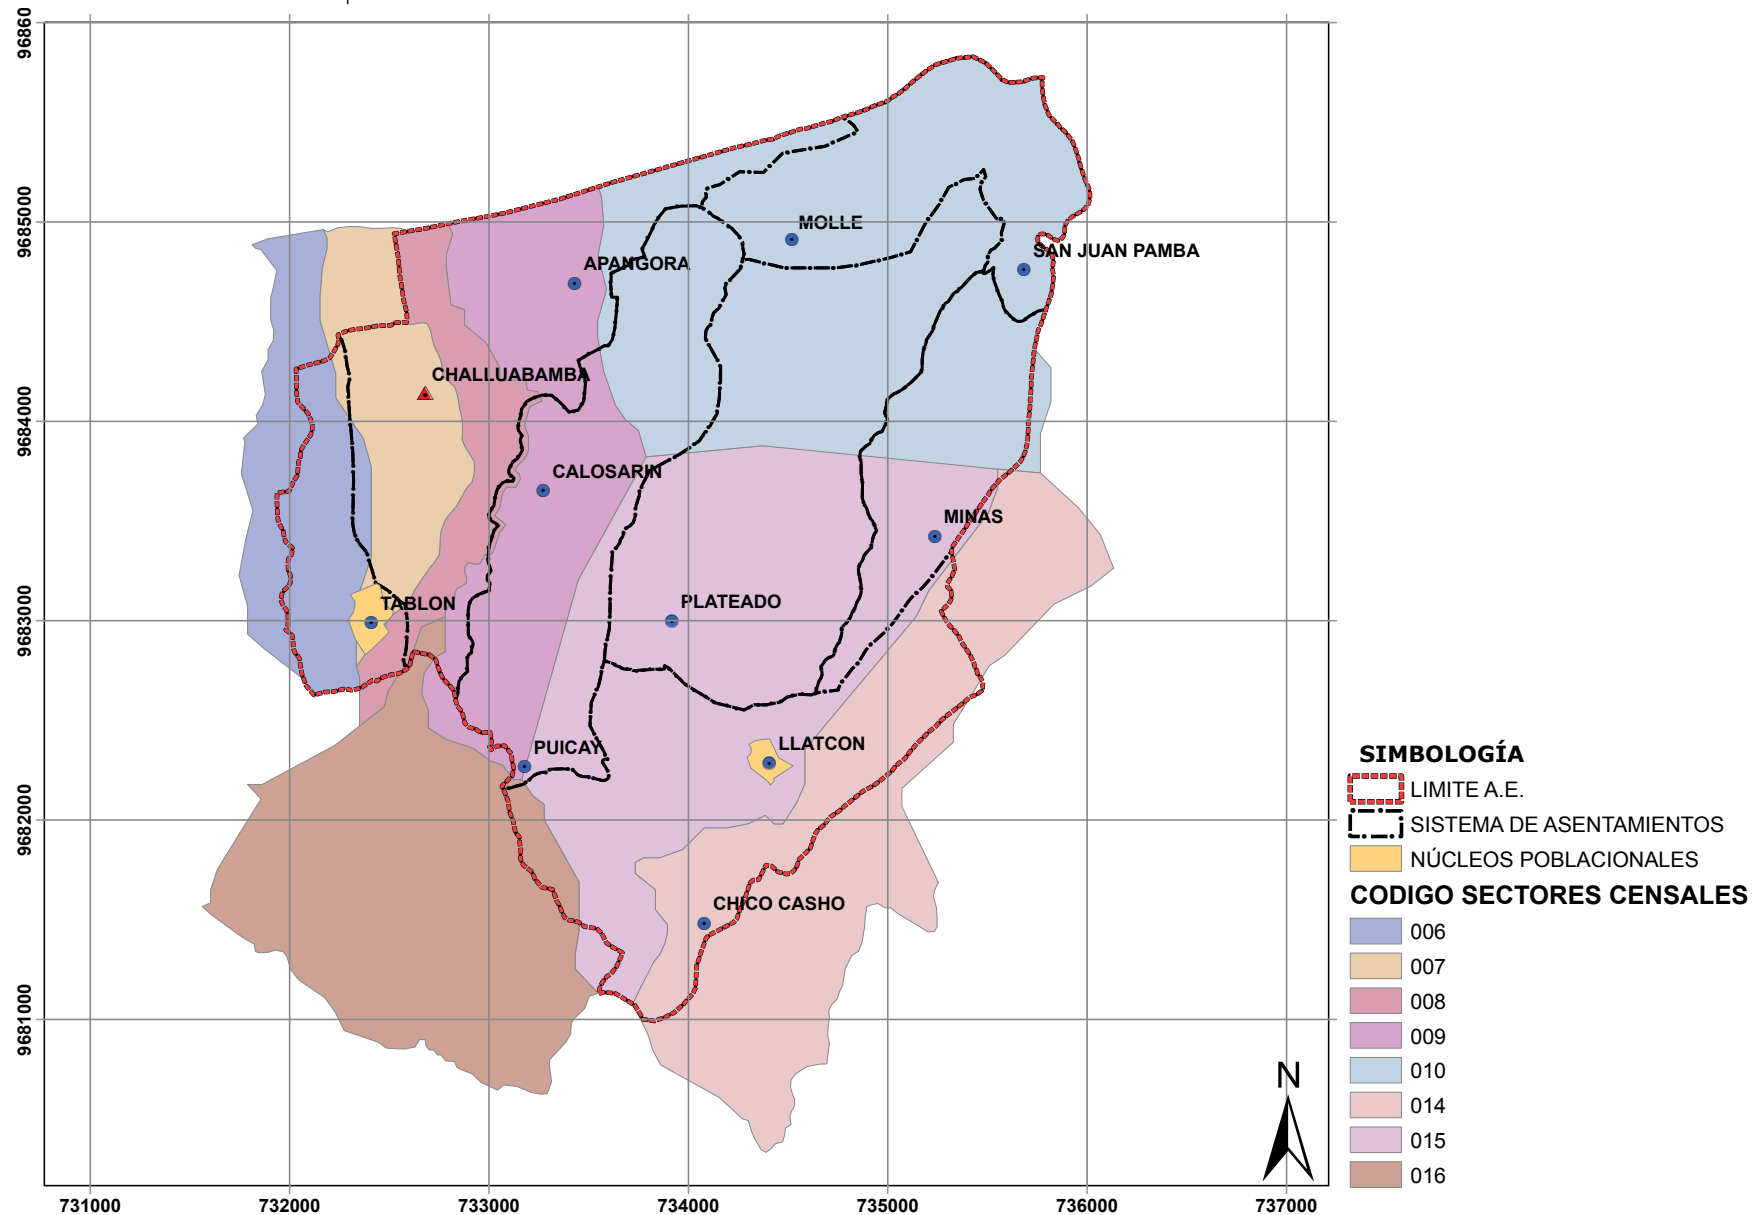 96860
9685000
9684000
9683000
9682000
9681000
MOLLE
SAN JUAN PAMBA
APANGORA
CHALLUABAMBA
CALOSARIN
MINAS
TABLON
PLATEADO
PUICAY
LLATCON
CHICO CASHO
N
731000 732000 733000 734000 735000 736000 737000
SIMBOLOGÍA
LIMITE A.E.
SISTEMA DE ASENTAMIENTOS
NÚCLEOS POBLACIONALES
CODIGO SECTORES CENSALES
006
007
008
009
010
014
015
016